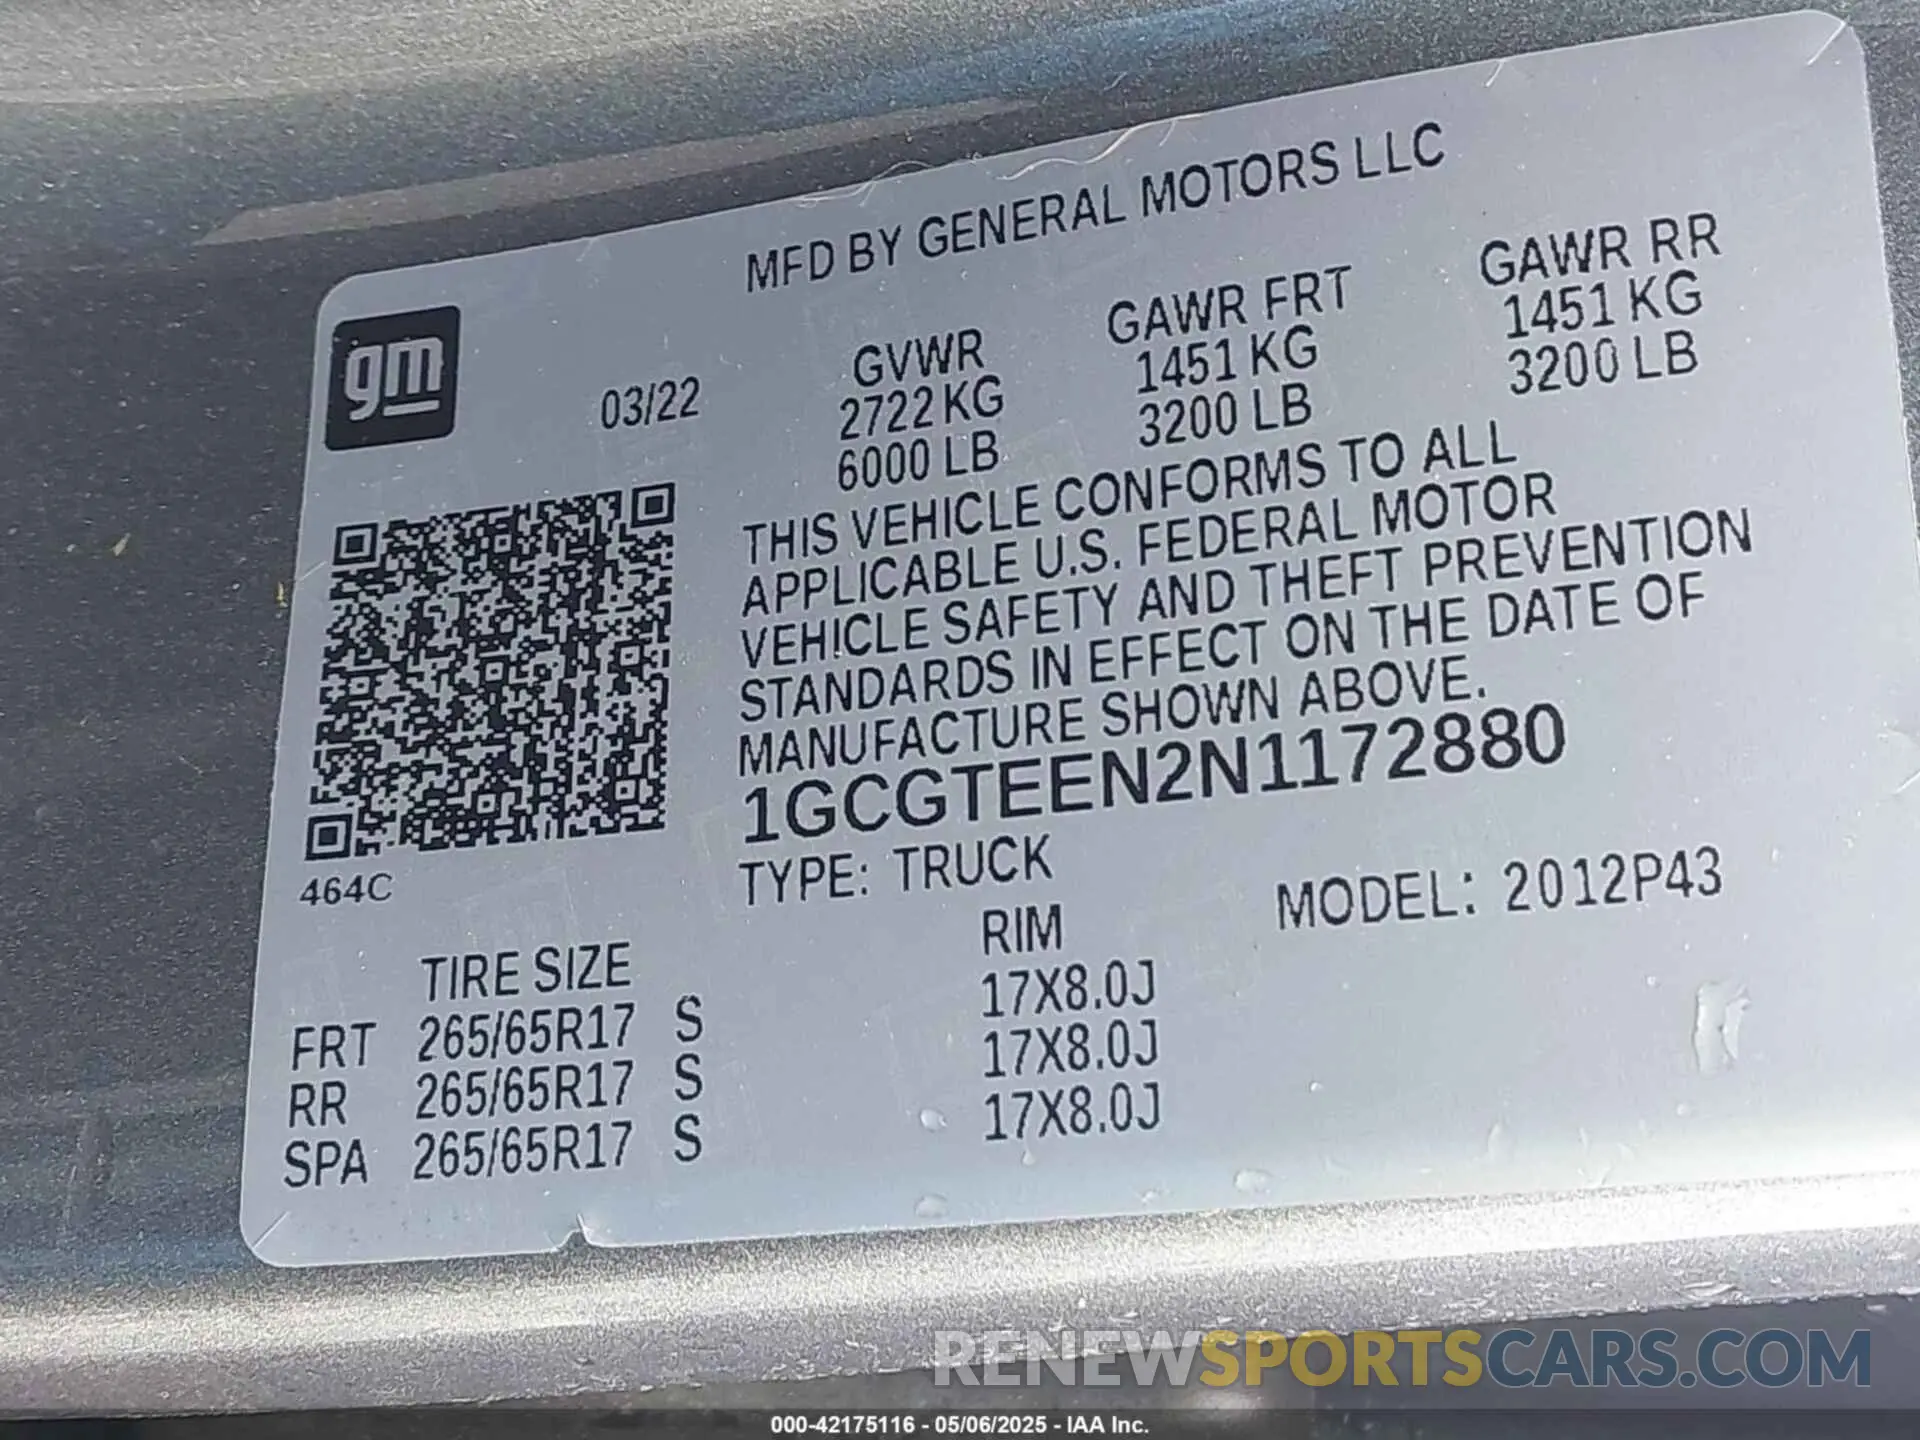 MFD BY GENERAL MOTORS LLC
gm
03/22
GVWR
2722 KG
6000 LB
GAWR FRT
1451 KG
3200 LB
GAWR RR
1451 KG
3200 LB
THIS VEHICLE CONFORMS TO ALL
APPLICABLE U.S. FEDERAL MOTOR
VEHICLE SAFETY AND THEFT PREVENTION
STANDARDS IN EFFECT ON THE DATE OF
MANUFACTURE SHOWN ABOVE.
1GCGTEEN2N1172880
464C
TYPE: TRUCK
MODEL: 2012P43
TIRE SIZE RIM
FRT 265/65R17 S 17X8.0J
RR 265/65R17 S 17X8.0J
SPA 265/65R17 S 17X8.0J
RENEWSPORTSCARS.COM
000-42175116 - 05/06/2025 - IAA Inc.